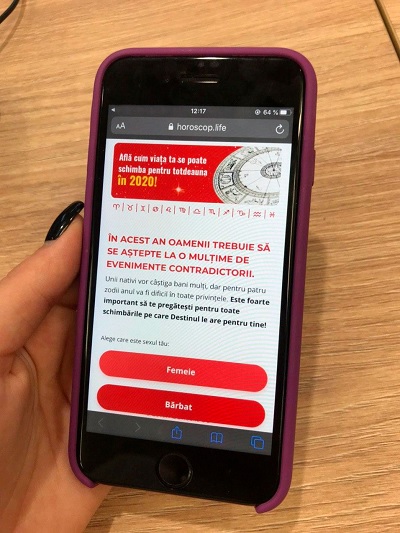 12:17
64 %
AA
horoscop.life
Află cum viața ta se poate
schimba pentru totdeauna
în 2020!
♈ | ♉ | ♊ | ♋ | ♌ | ♍ | ♎ | ♏ | ♐ | ♑ | ♒ | ♓
ÎN ACEST AN OAMENII TREBUIE SĂ
SE AȘTEPTE LA O MULȚIME DE
EVENIMENTE CONTRADICTORII.
Unii nativi vor câștiga bani mulți, dar pentru patru
zodii anul va fi dificil în toate privințele. Este foarte
important să te pregătești pentru toate
schimbările pe care Destinul le are pentru tine!
Alege care este sexul tău:
Femeie
Bărbat